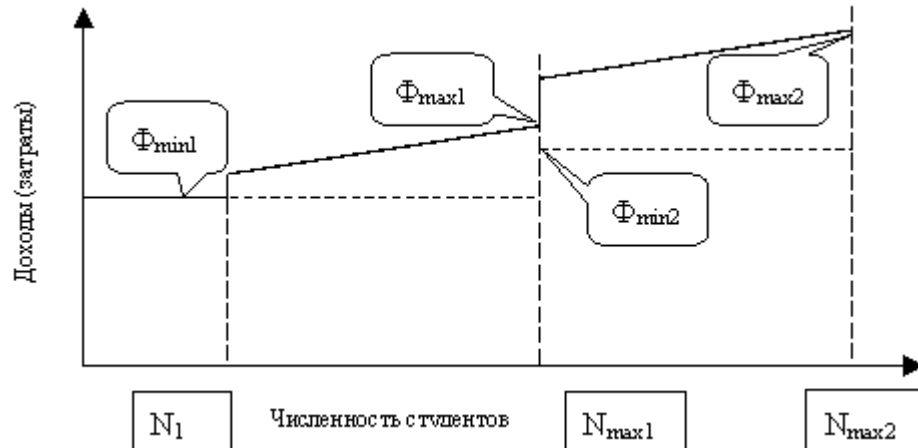 Доходы (затраты)
Φmin1
Φmax1
Φmax2
Φmin2
N1
Численность студентов
Nmax1
Nmax2